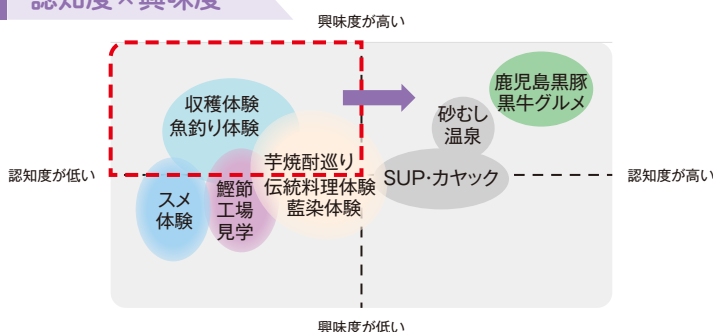 認知度×興味度
興味度が高い
鹿児島黒豚
黒牛グルメ
収穫体験
魚釣り体験
砂むし
温泉
芋焼酎巡り
認知度が低い
SUP・カヤック
認知度が高い
スメ
体験
鰹節
工場
見学
伝統料理体験
藍染体験
興味度が低い